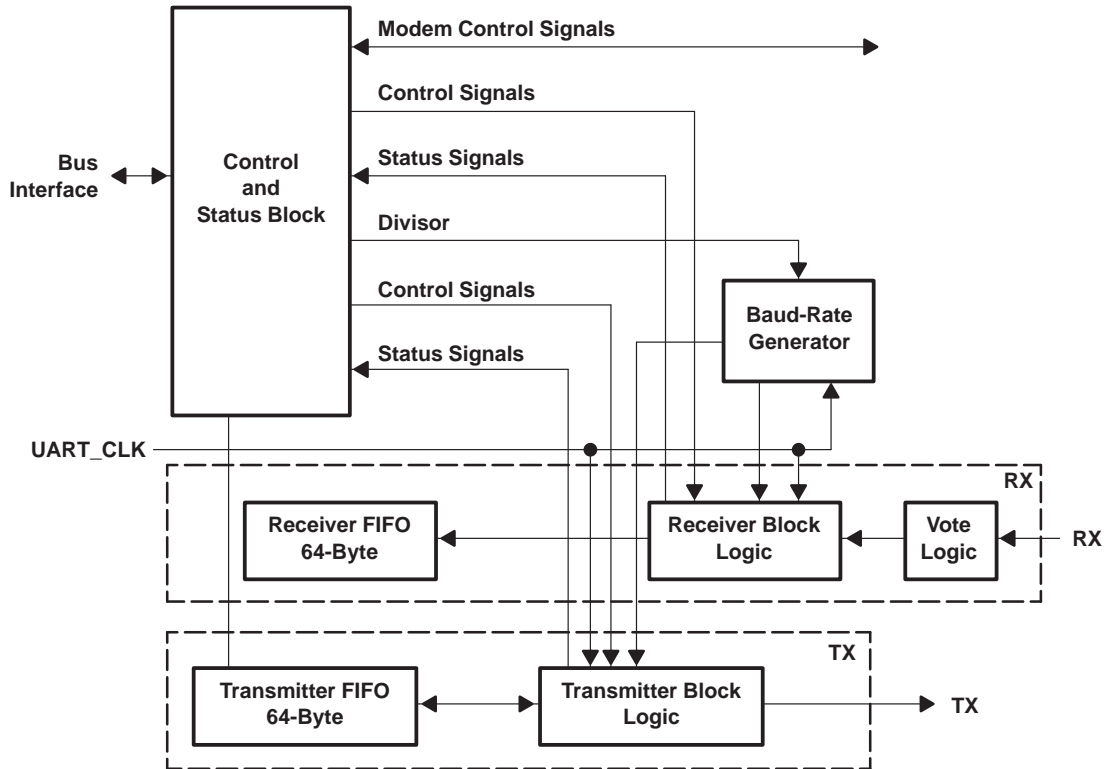 Modem Control Signals
Control Signals
Bus
Interface
Control
and
Status Block
Status Signals
Divisor
Control Signals
Baud-Rate
Generator
Status Signals
UART_CLK
RX
Receiver FIFO
64-Byte
Receiver Block
Logic
Vote
Logic
RX
TX
Transmitter FIFO
64-Byte
Transmitter Block
Logic
TX